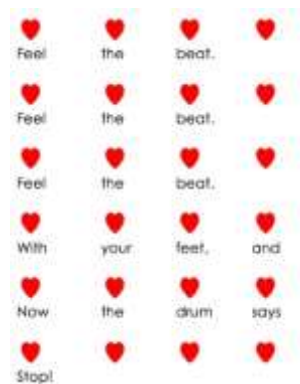 Feel the beat.
Feel the beat.
Feel the beat.
With your feet, and
Now the drum says
Stop!